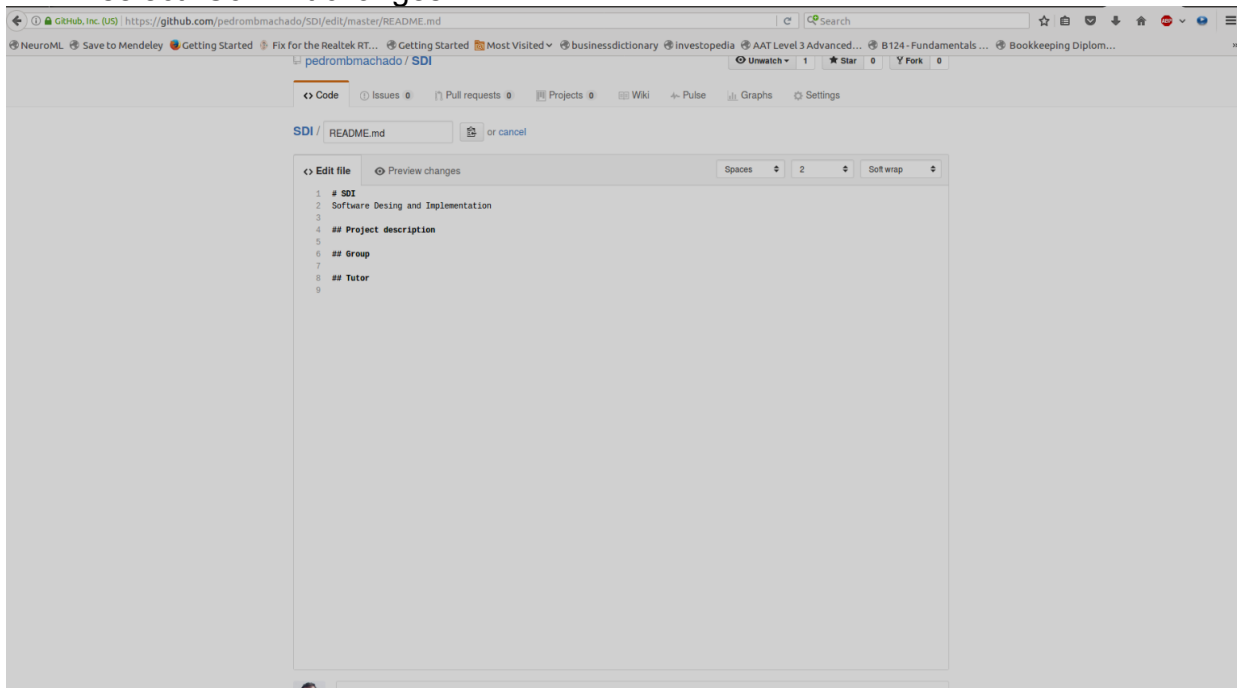 GitHub, Inc. (US) https://github.com/pedrombmachado/SDI/edit/master/README.md Search
NeuroML Save to Mendeley Getting Started Fix for the Realtek RT... Getting Started Most Visited businessdictionary investopedia AAT Level 3 Advanced... B124 - Fundamentals ... Bookkeeping Diplom...
pedrombmachado / SDI Unwatch 1 Star 0 Fork 0
Code Issues 0 Pull requests 0 Projects 0 Wiki Pulse Graphs Settings
SDI / README.md or cancel
<> Edit file Preview changes Spaces 2 Soft wrap
1 # SDI
2 Software Desing and Implementation
3
4 ## Project description
5
6 ## Group
7
8 ## Tutor
9